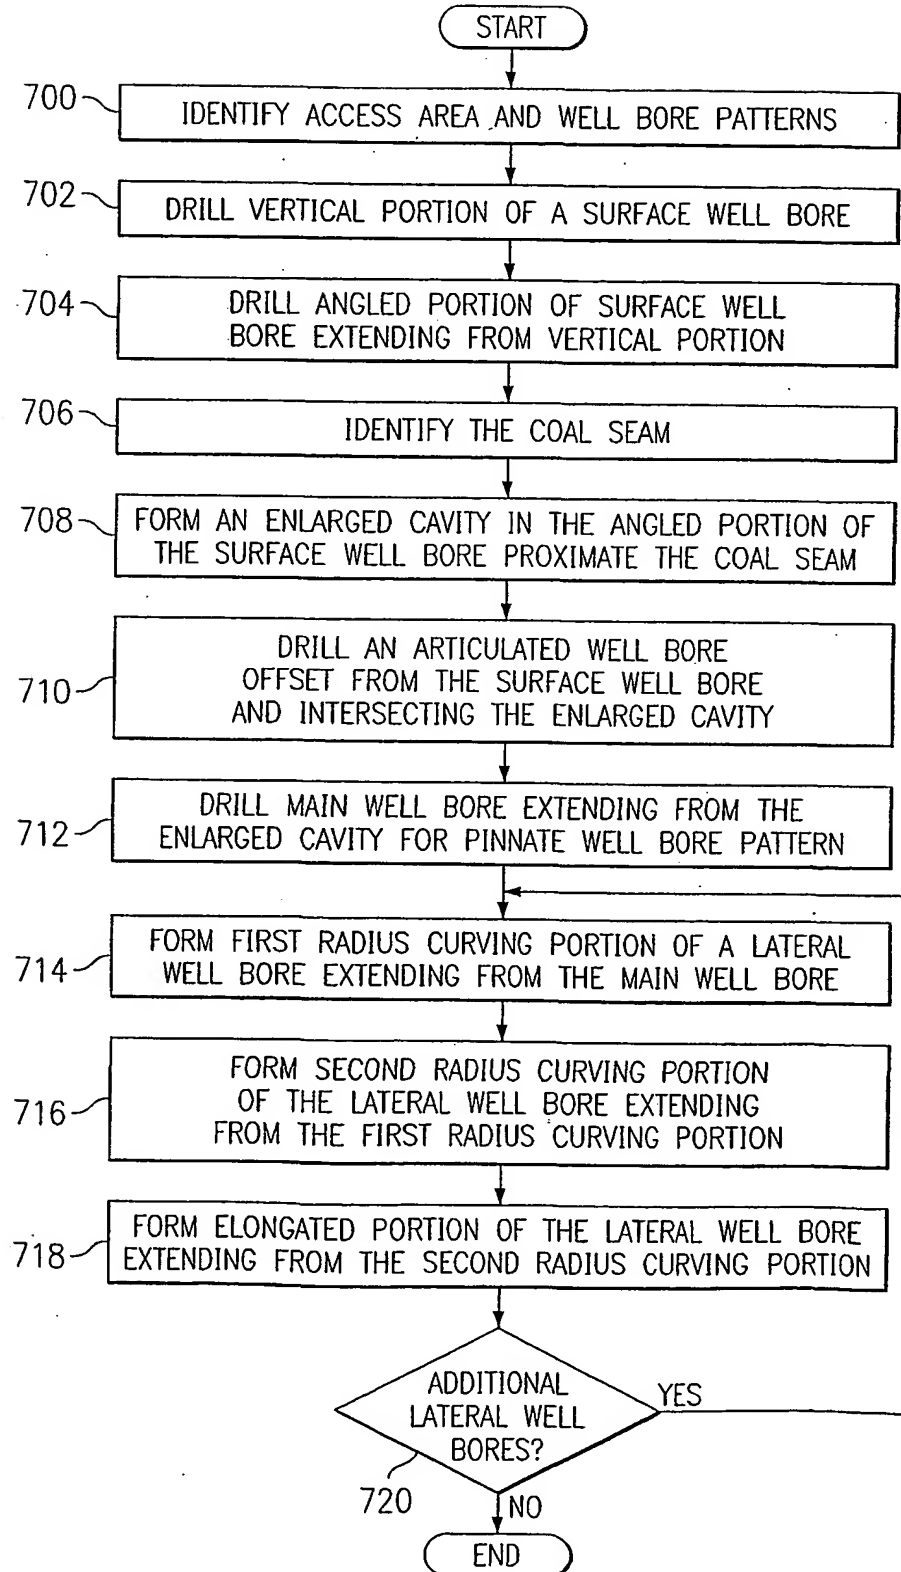 START
700
IDENTIFY ACCESS AREA AND WELL BORE PATTERNS
702
DRILL VERTICAL PORTION OF A SURFACE WELL BORE
704
DRILL ANGLED PORTION OF SURFACE WELL
BORE EXTENDING FROM VERTICAL PORTION
706
IDENTIFY THE COAL SEAM
708
FORM AN ENLARGED CAVITY IN THE ANGLED PORTION OF
THE SURFACE WELL BORE PROXIMATE THE COAL SEAM
710
DRILL AN ARTICULATED WELL BORE
OFFSET FROM THE SURFACE WELL BORE
AND INTERSECTING THE ENLARGED CAVITY
712
DRILL MAIN WELL BORE EXTENDING FROM THE
ENLARGED CAVITY FOR PINNATE WELL BORE PATTERN
714
FORM FIRST RADIUS CURVING PORTION OF A LATERAL
WELL BORE EXTENDING FROM THE MAIN WELL BORE
716
FORM SECOND RADIUS CURVING PORTION
OF THE LATERAL WELL BORE EXTENDING
FROM THE FIRST RADIUS CURVING PORTION
718
FORM ELONGATED PORTION OF THE LATERAL WELL BORE
EXTENDING FROM THE SECOND RADIUS CURVING PORTION
ADDITIONAL
LATERAL WELL
BORES?
YES
720
NO
END